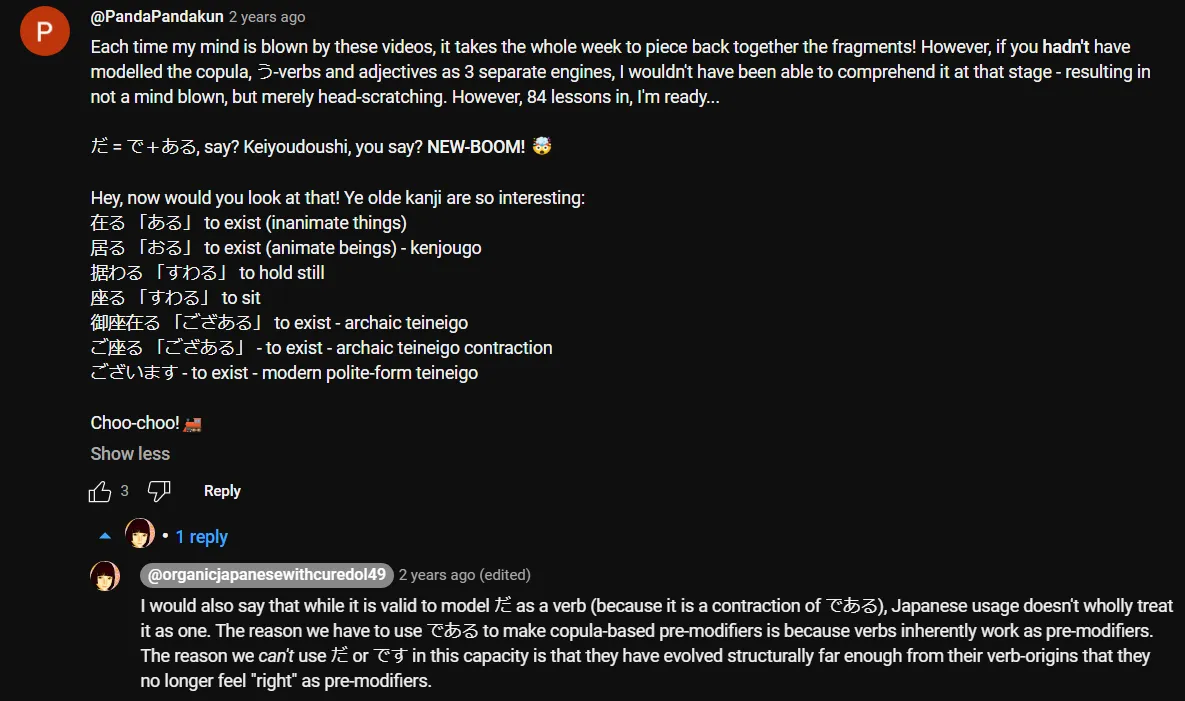 P
@PandaPandakun 2 years ago
Each time my mind is blown by these videos, it takes the whole week to piece back together the fragments! However, if you hadn't have
modelled the copula, う-verbs and adjectives as 3 separate engines, I wouldn't have been able to comprehend it at that stage - resulting in
not a mind blown, but merely head-scratching. However, 84 lessons in, I'm ready...
だ = で＋ある, say? Keiyoudoushi, you say? NEW-BOOM! 🤯
Hey, now would you look at that! Ye olde kanji are so interesting:
在る 「ある」 to exist (inanimate things)
居る 「おる」 to exist (animate beings) - kenjougo
据わる 「すわる」 to hold still
座る 「すわる」 to sit
御座在る 「ござある」 to exist - archaic teineigo
ご座る 「ござある」 - to exist - archaic teineigo contraction
ございます - to exist - modern polite-form teineigo
Choo-choo! 🚂
Show less
3 Reply
• 1 reply
@organicjapanesewithcuredol49 2 years ago (edited)
I would also say that while it is valid to model だ as a verb (because it is a contraction of である), Japanese usage doesn't wholly treat
it as one. The reason we have to use である to make copula-based pre-modifiers is because verbs inherently work as pre-modifiers.
The reason we can't use だ or です in this capacity is that they have evolved structurally far enough from their verb-origins that they
no longer feel "right" as pre-modifiers.